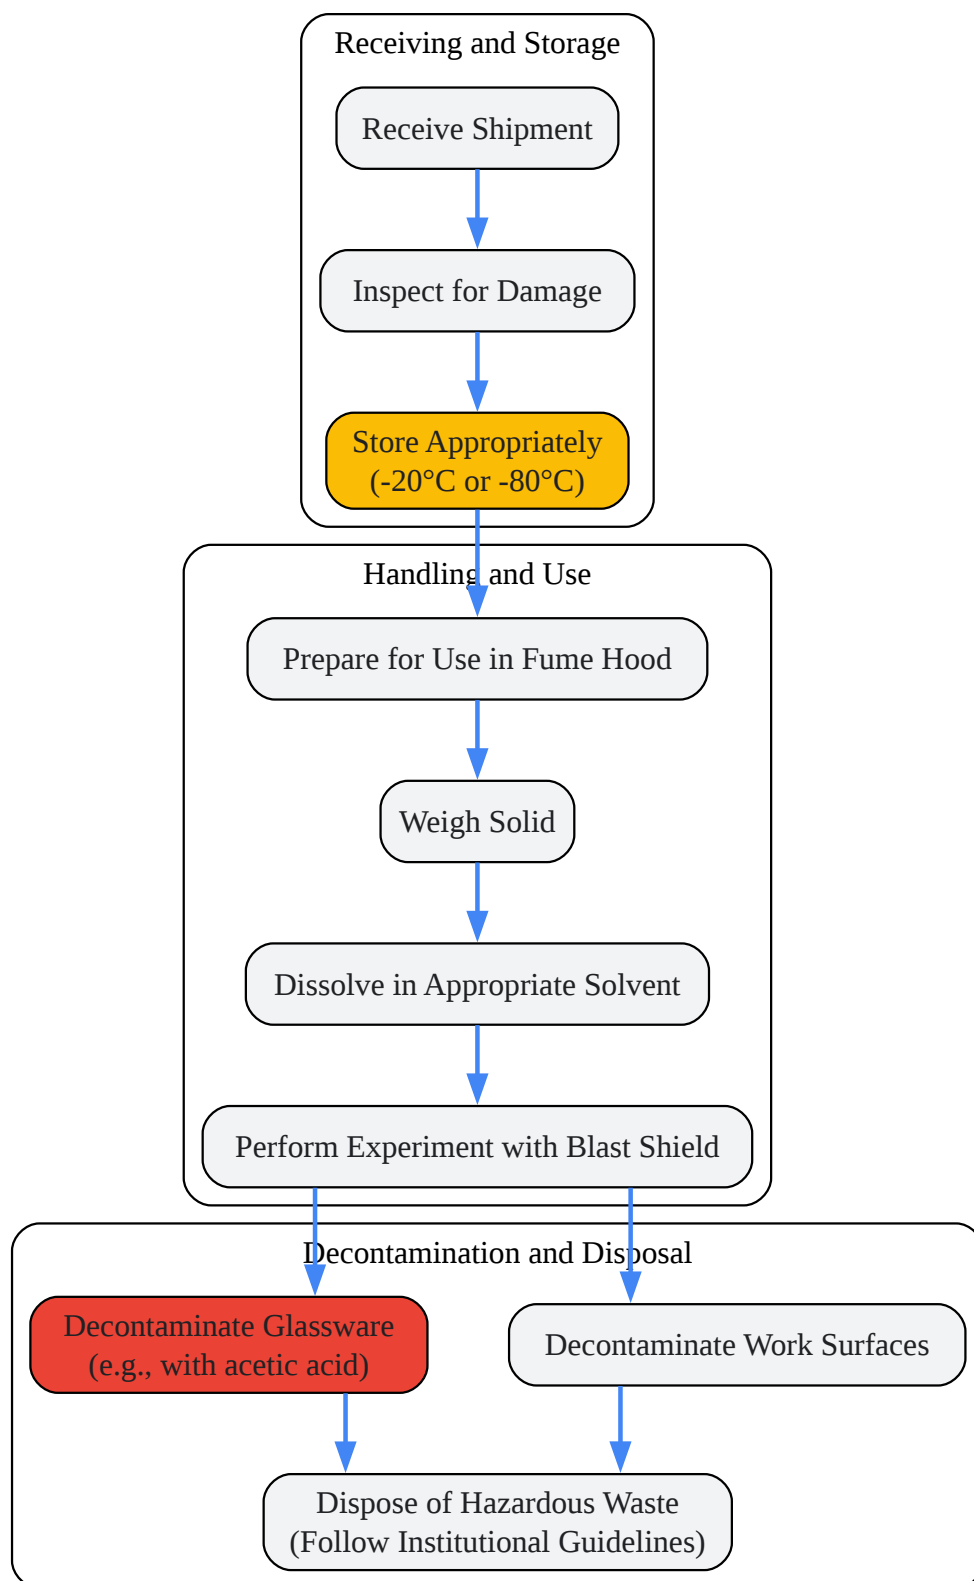 Receiving and Storage
Receive Shipment
Inspect for Damage
Store Appropriately
(-20°C or -80°C)
Handling and Use
Prepare for Use in Fume Hood
Weigh Solid
Dissolve in Appropriate Solvent
Perform Experiment with Blast Shield
Decontamination and Disposal
Decontaminate Glassware
(e.g., with acetic acid)
Decontaminate Work Surfaces
Dispose of Hazardous Waste
(Follow Institutional Guidelines)